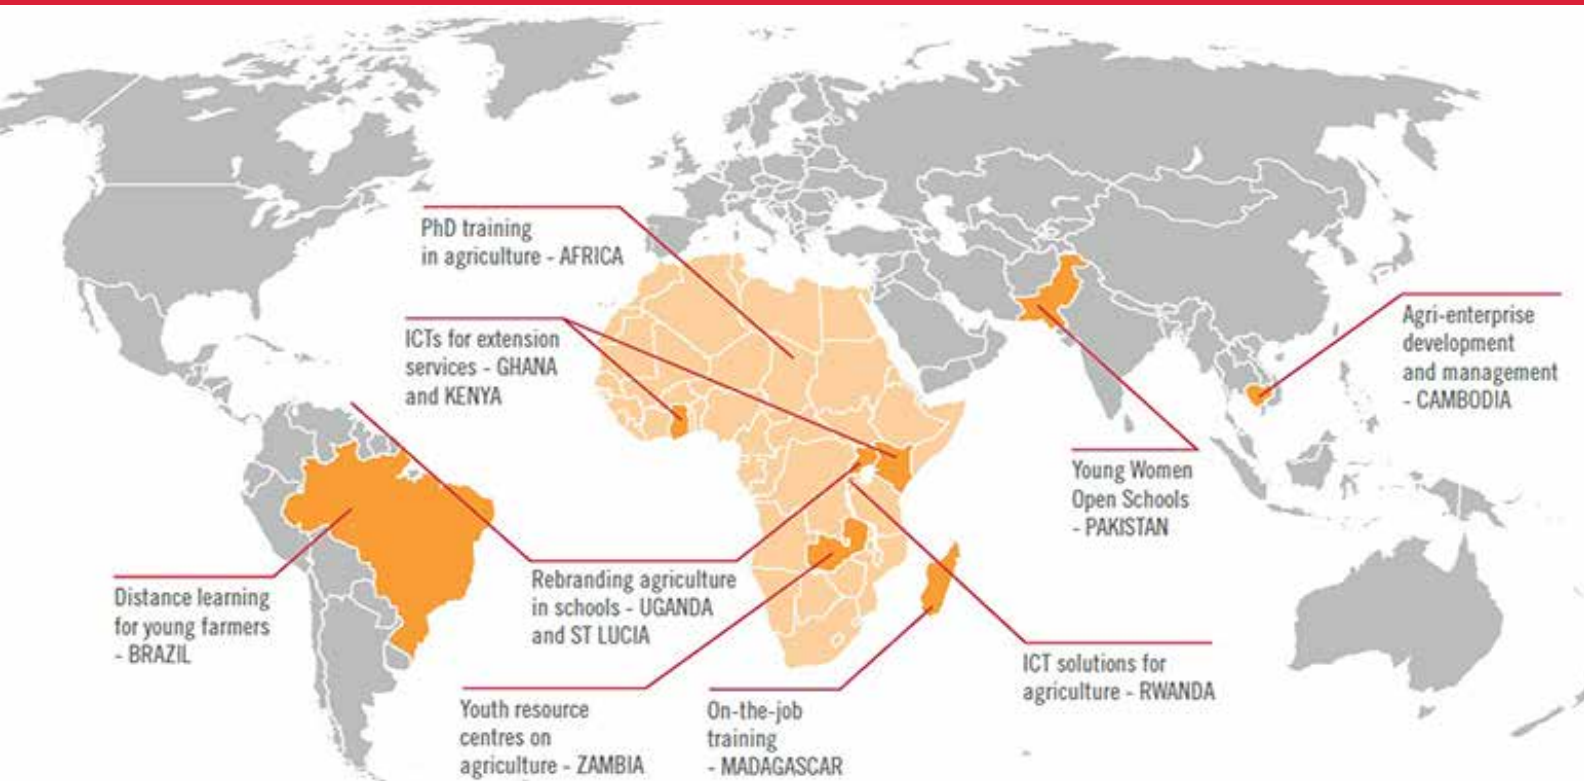 PhD training
in agriculture - AFRICA
ICTs for extension
services - GHANA
and KENYA
Agri-enterprise
development
and management
- CAMBODIA
Young Women
Open Schools
- PAKISTAN
Distance learning
for young farmers
- BRAZIL
Rebranding agriculture
in schools - UGANDA
and ST LUCIA
ICT solutions for
agriculture - RWANDA
Youth resource
centres on
agriculture - ZAMBIA
On-the-job
training
- MADAGASCAR